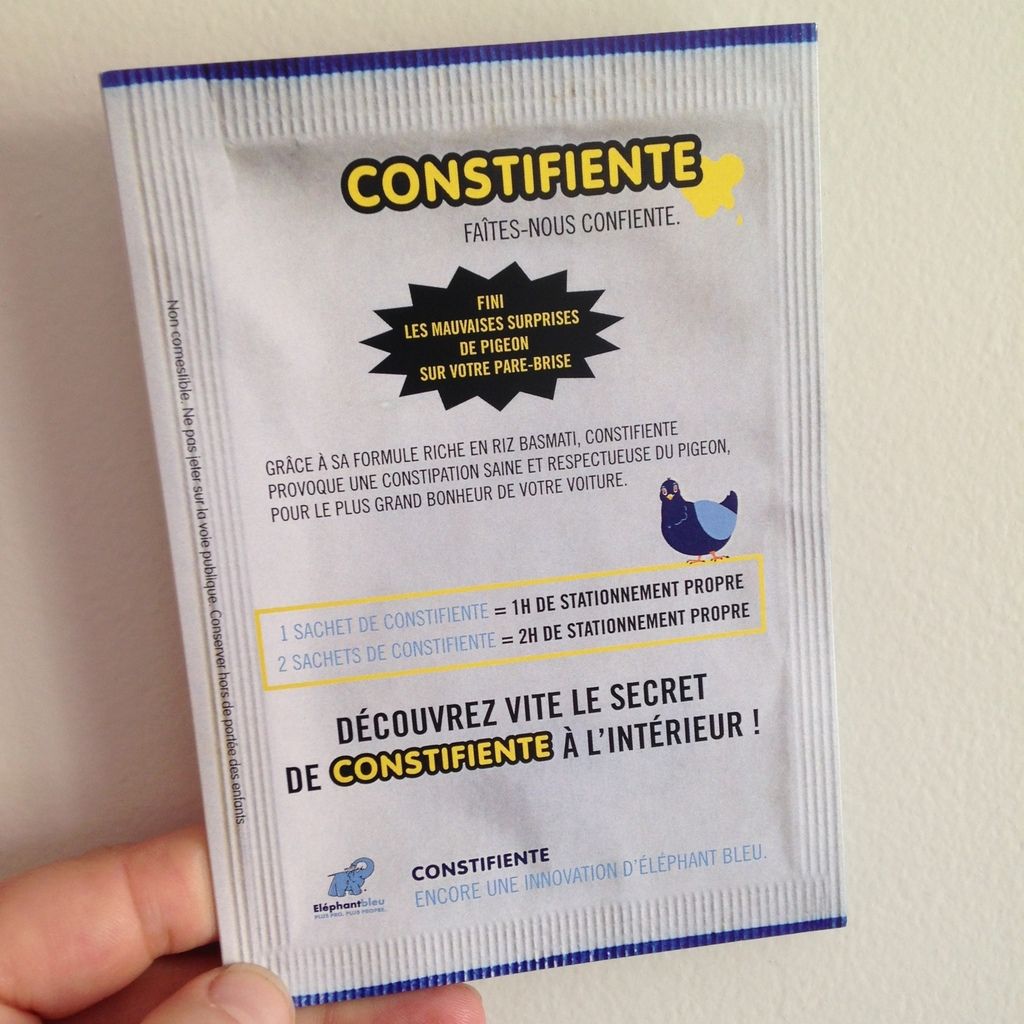 CONSTIFIENTE
FAÎTES-NOUS CONFIENTE.
FINI
LES MAUVAISES SURPRISES
DE PIGEON
SUR VOTRE PARE-BRISE
GRÂCE À SA FORMULE RICHE EN RIZ BASMATI, CONSTIFIENTE
PROVOQUE UNE CONSTIPATION SAINE ET RESPECTUEUSE DU PIGEON,
POUR LE PLUS GRAND BONHEUR DE VOTRE VOITURE.
1 SACHET DE CONSTIFIENTE = 1H DE STATIONNEMENT PROPRE
2 SACHETS DE CONSTIFIENTE = 2H DE STATIONNEMENT PROPRE
DÉCOUVREZ VITE LE SECRET
DE CONSTIFIENTE À L'INTÉRIEUR !
Eléphantbleu
PLUS PRO. PLUS PROPRE.
CONSTIFIENTE
ENCORE UNE INNOVATION D'ÉLÉPHANT BLEU.
Non comestible. Ne pas jeter sur la voie publique. Conserver hors de portée des enfants.